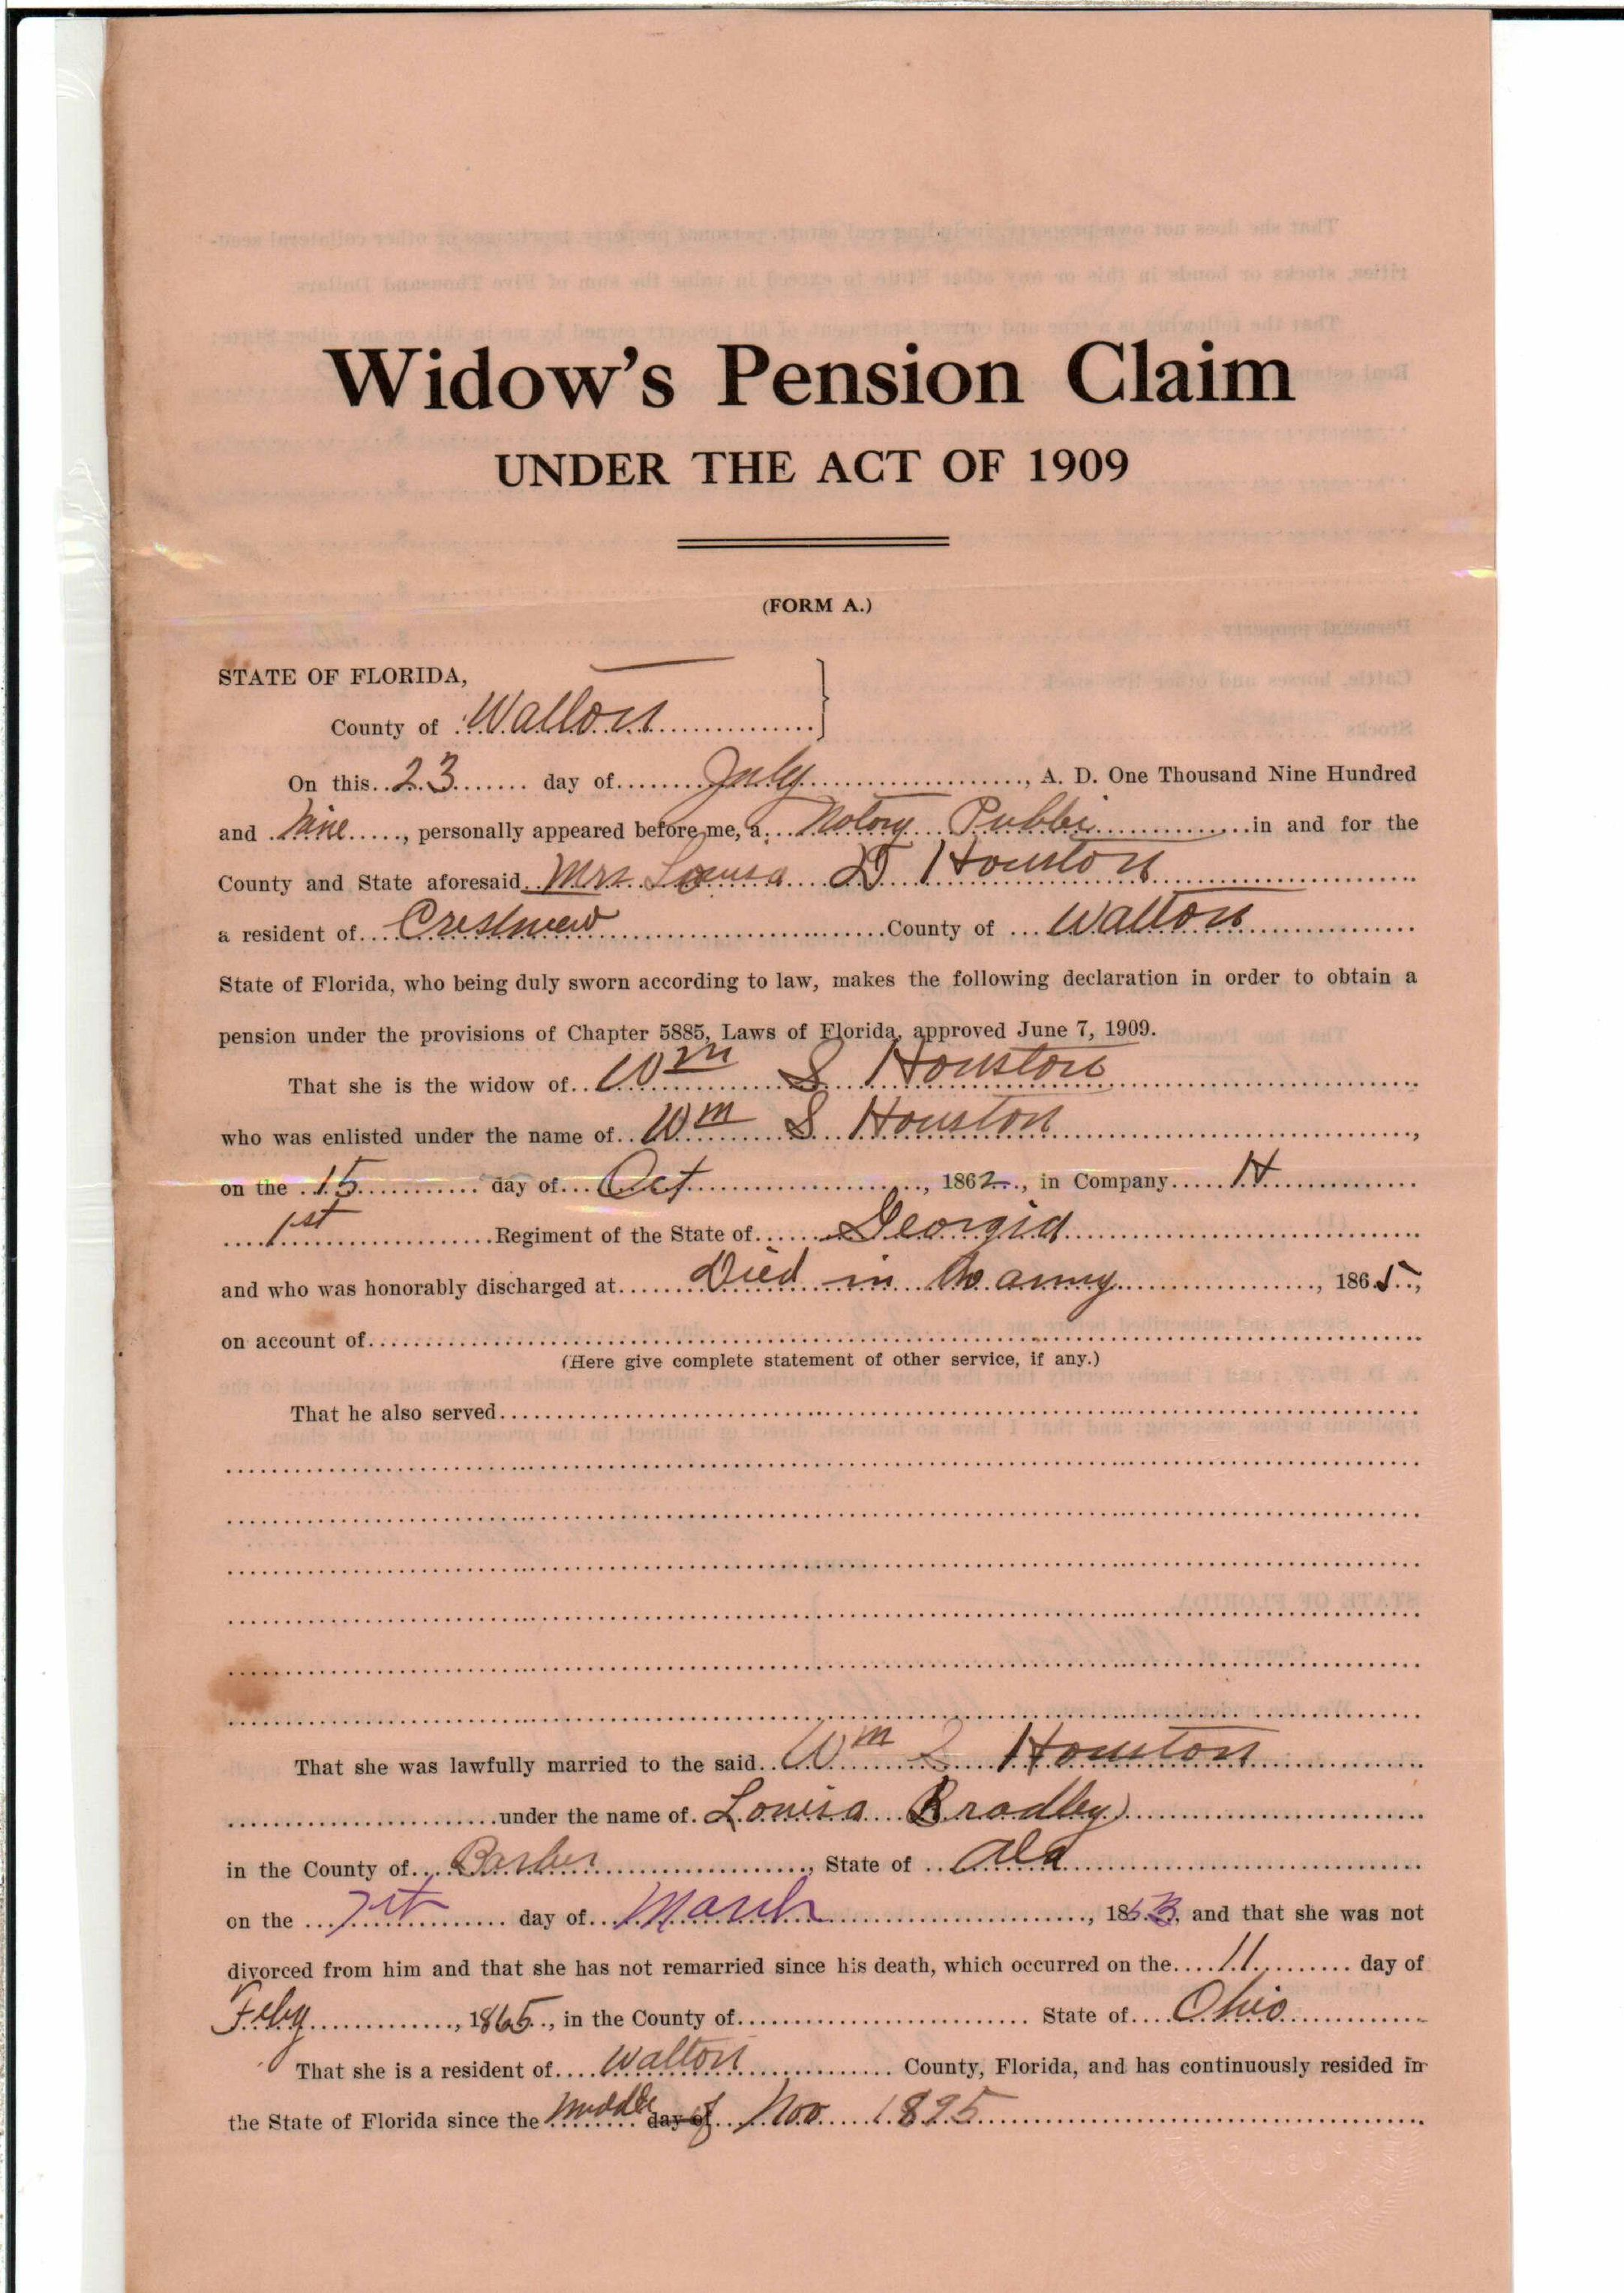 Widow's Pension Claim
UNDER THE ACT OF 1909
(FORM A.)
STATE OF FLORIDA,
County of Walton
On this 23 day of July, A. D. One Thousand Nine Hundred
and Nine, personally appeared before me, a Notory Public in and for the
County and State aforesaid Mrs Louisa D Houston
a resident of Crestview County of Walton
State of Florida, who being duly sworn according to law, makes the following declaration in order to obtain a
pension under the provisions of Chapter 5885, Laws of Florida, approved June 7, 1909.
That she is the widow of Wm S Houston
who was enlisted under the name of Wm S Houston,
on the 15 day of Oct, 1862, in Company H
1st Regiment of the State of Georgia
and who was honorably discharged at Died in the army, 1865,
on account of
(Here give complete statement of other service, if any.)
That he also served
That she was lawfully married to the said Wm S Houston
under the name of Louisa Bradley
in the County of Barber, State of Ala
on the day of March, 18 and that she was not
divorced from him and that she has not remarried since his death, which occurred on the 11 day of
Feby, 1865, in the County of State of Ohio
That she is a resident of Walton County, Florida, and has continuously resided in
the State of Florida since the Middle day of Nov 1895